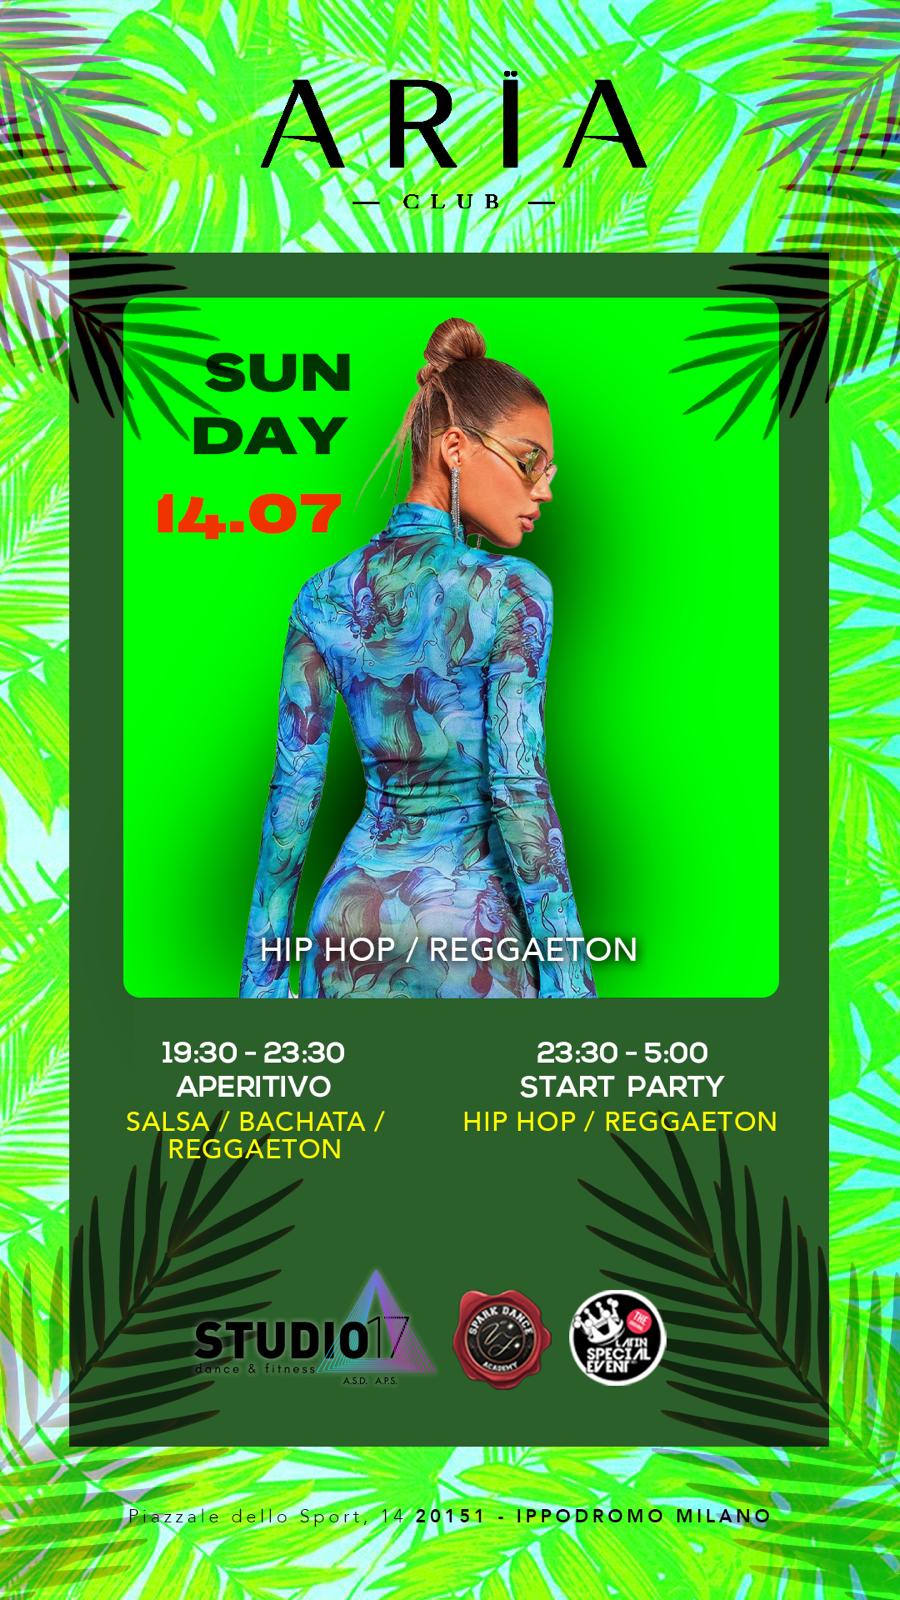 ARÏA
CLUB
SUN
DAY
14.07
HIP HOP / REGGAETON
19:30 - 23:30
APERITIVO
SALSA / BACHATA /
REGGAETON
23:30 - 5:00
START PARTY
HIP HOP / REGGAETON
STUDIO17
dance & fitness
A.S.D. A.P.S.
SPARK DANCE
ACADEMY
THE
LATIN
SPECIAL
EVENT
Piazzale dello Sport, 14 20151 - IPPODROMO MILANO